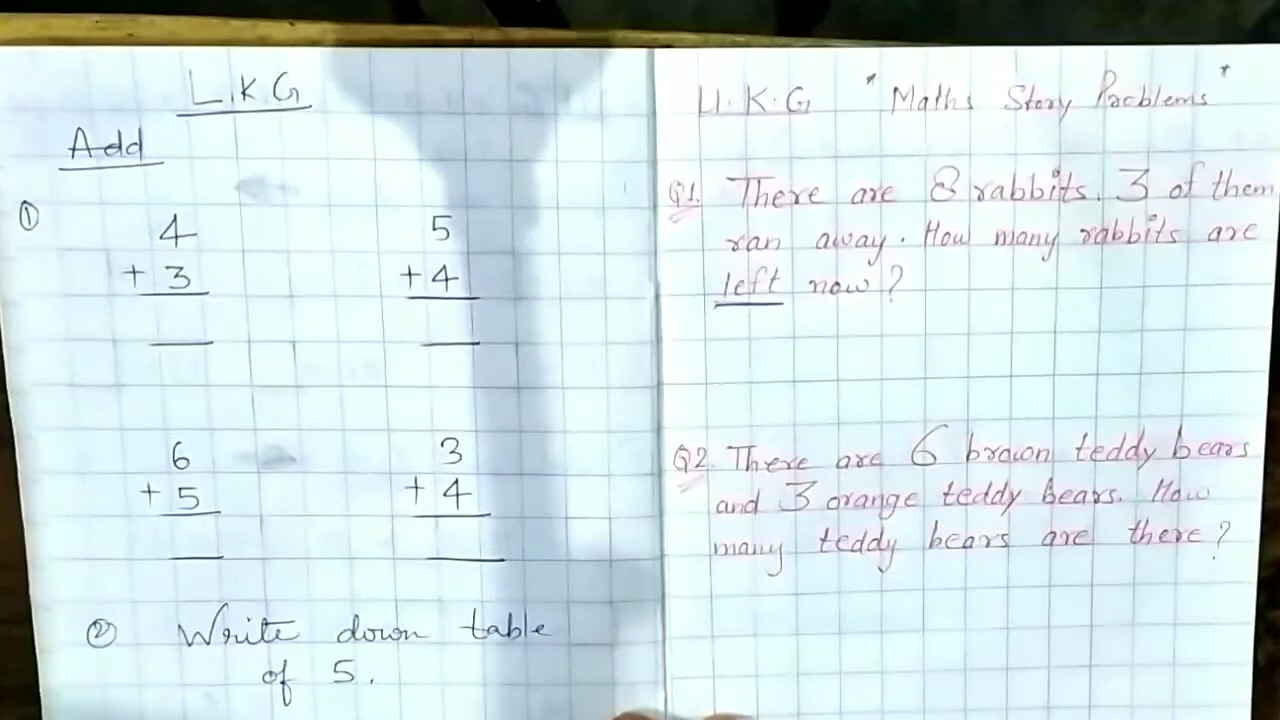 L.K.G
Add
①
4
+ 3
5
+ 4
6
+ 5
3
+ 4
② Write down table
of 5.
U.K.G * Maths Story Problems *
Q1. There are 8 rabbits. 3 of them
ran away. How many rabbits are
left now?
Q2. There are 6 brown teddy bears
and 3 orange teddy bears. How
many teddy bears are there?